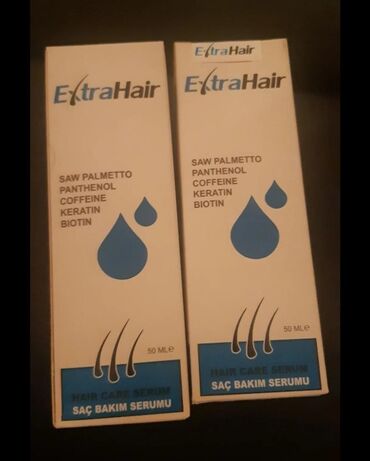 ExtraHair
SAW PALMETTO
PANTHENOL
COFFEINE
KERATIN
BIOTIN
50 ML℮
HAIR CARE SERUM
SAÇ BAKIM SERUMU
ExtraHair
ExtraHair
SAW PALMETTO
PANTHENOL
COFFEINE
KERATIN
BIOTIN
50 ML℮
HAIR CARE SERUM
SAÇ BAKIM SERUMU